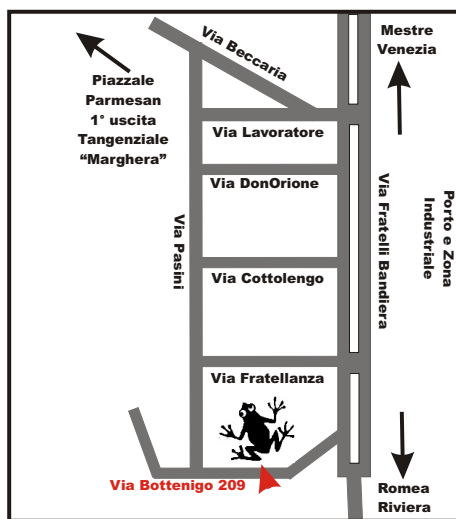 Mestre
Venezia
Via Beccaria
Piazzale
Parmesan
1° uscita
Tangenziale
“Marghera”
Via Lavoratore
Via DonOrione
Via Pasini
Via Fratelli Bandiera
Porto e Zona
Industriale
Via Cottolengo
Via Fratellanza
Via Bottenigo 209
Romea
Riviera